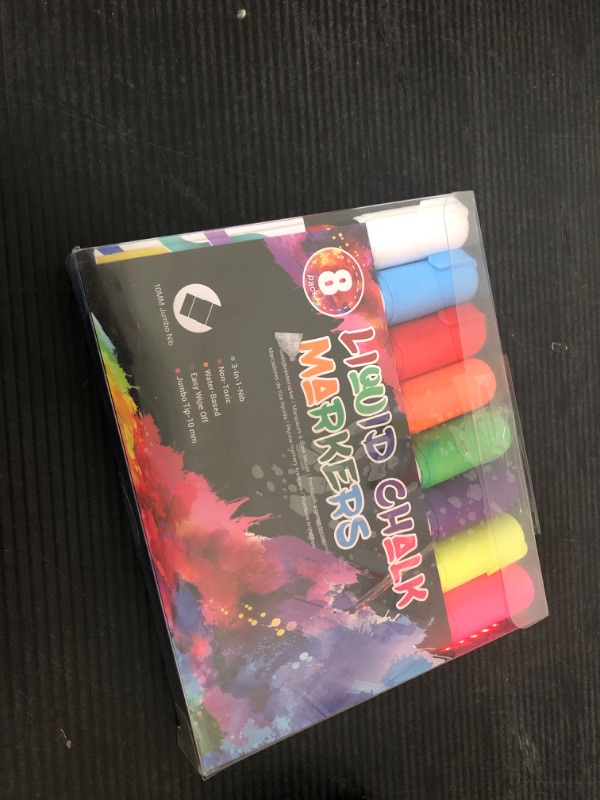 8
pack
LIQUID CHALK
MARKERS
3-In-1-Nib
Non-Toxic
Water-Based
Easy Wipe Off
Jumbo Tip-10 mm
10MM Jumbo Nib